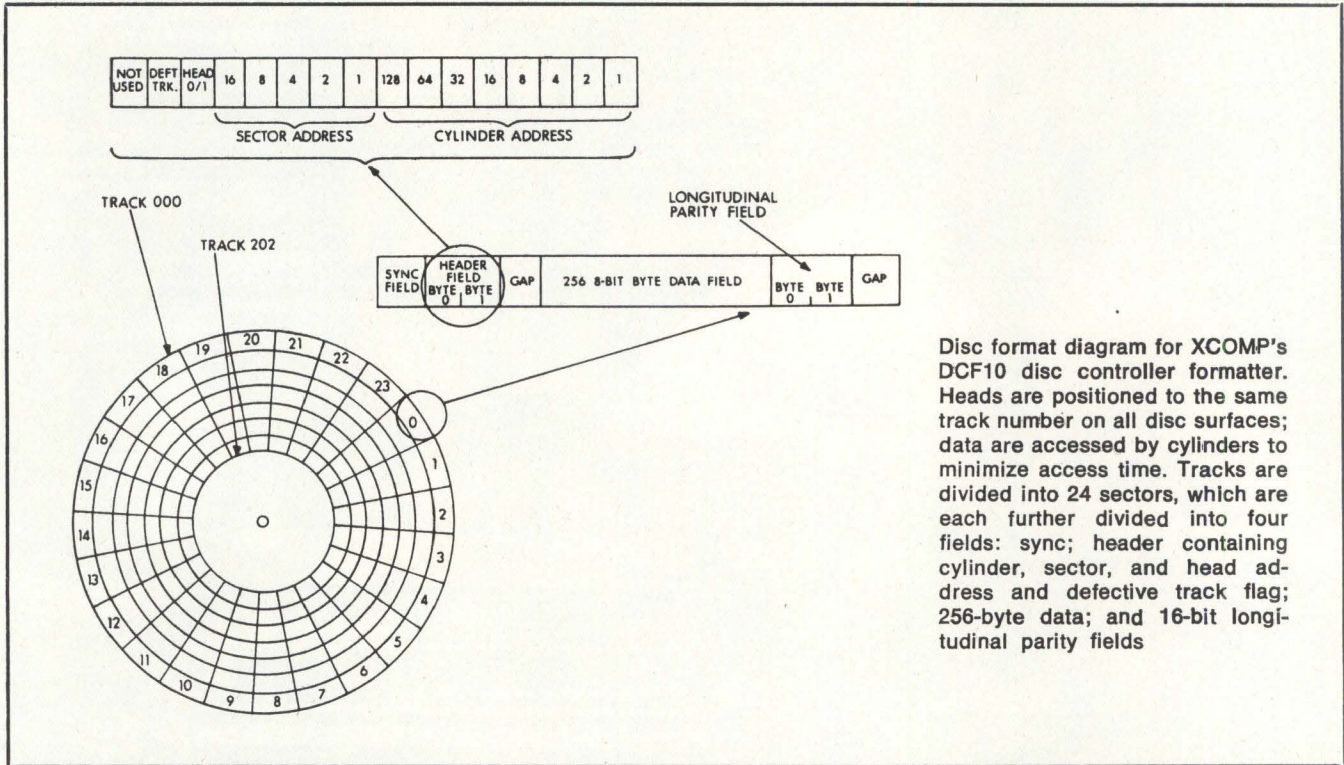 NOT USED DEFT TRK. HEAD 0/1 16 8 4 2 1 128 64 32 16 8 4 2 1
SECTOR ADDRESS CYLINDER ADDRESS
TRACK 000
TRACK 202
LONGITUDINAL
PARITY FIELD
SYNC FIELD HEADER FIELD BYTE 0 BYTE 1 GAP 256 8-BIT BYTE DATA FIELD BYTE 0 BYTE 1 GAP
0
1
2
3
4
5
6
7
8
9
10
11
12
13
14
15
16
17
18
19
20
21
22
23
Disc format diagram for XCOMP's
DCF10 disc controller formatter.
Heads are positioned to the same
track number on all disc surfaces;
data are accessed by cylinders to
minimize access time. Tracks are
divided into 24 sectors, which are
each further divided into four
fields: sync; header containing
cylinder, sector, and head ad-
dress and defective track flag;
256-byte data; and 16-bit longi-
tudinal parity fields